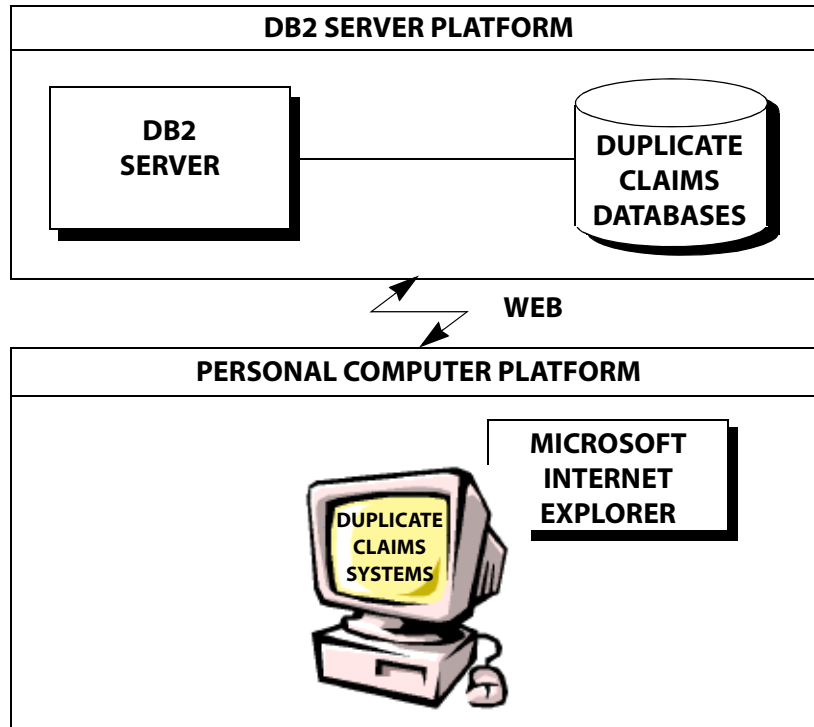 DB2 SERVER PLATFORM
DB2
SERVER
DUPLICATE
CLAIMS
DATABASES
WEB
PERSONAL COMPUTER PLATFORM
MICROSOFT
INTERNET
EXPLORER
DUPLICATE
CLAIMS
SYSTEMS